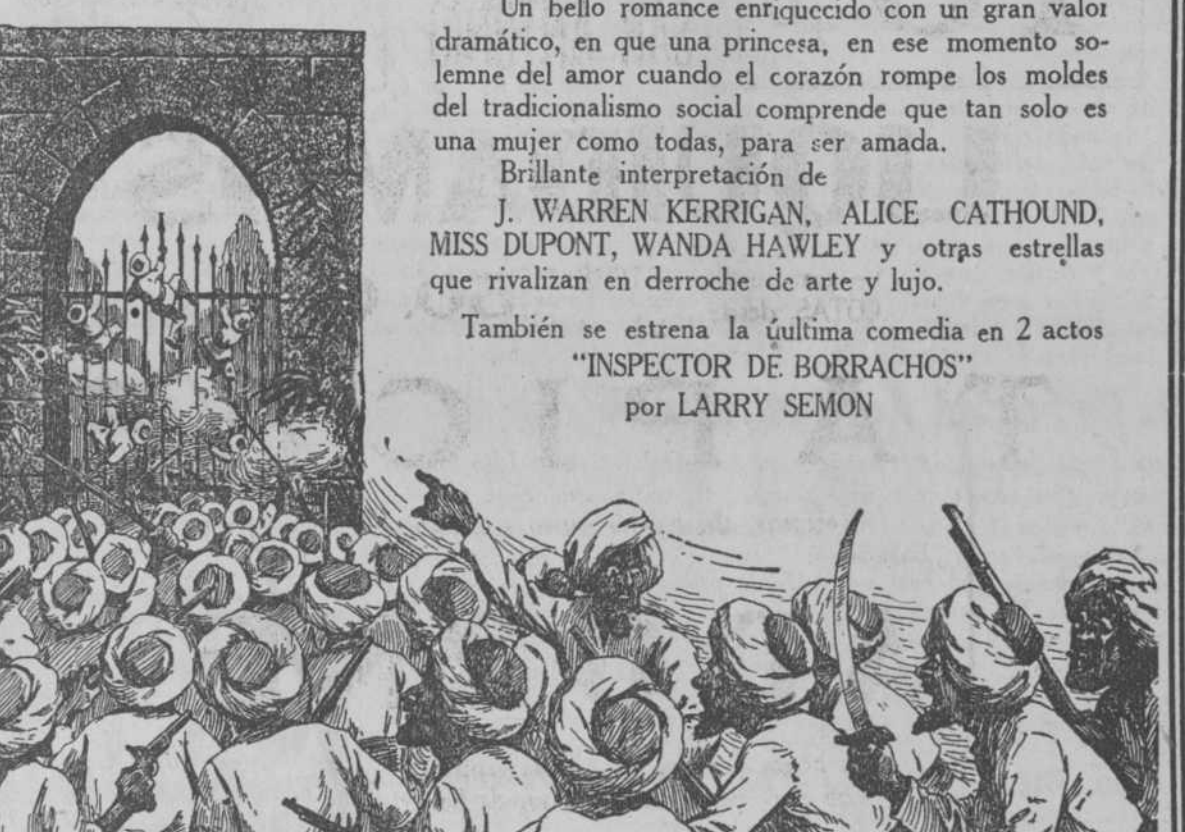 Un bello romance enriquecido con un gran valor
dramático, en que una princesa, en ese momento so-
lemne del amor cuando el corazón rompe los moldes
del tradicionalismo social comprende que tan solo es
una mujer como todas, para ser amada.
Brillante interpretación de
J. WARREN KERRIGAN, ALICE CATHOUND,
MISS DUPONT, WANDA HAWLEY y otras estrellas
que rivalizan en derroche de arte y lujo.
También se estrena la úultima comedia en 2 actos
"INSPECTOR DE BORRACHOS"
por LARRY SEMON